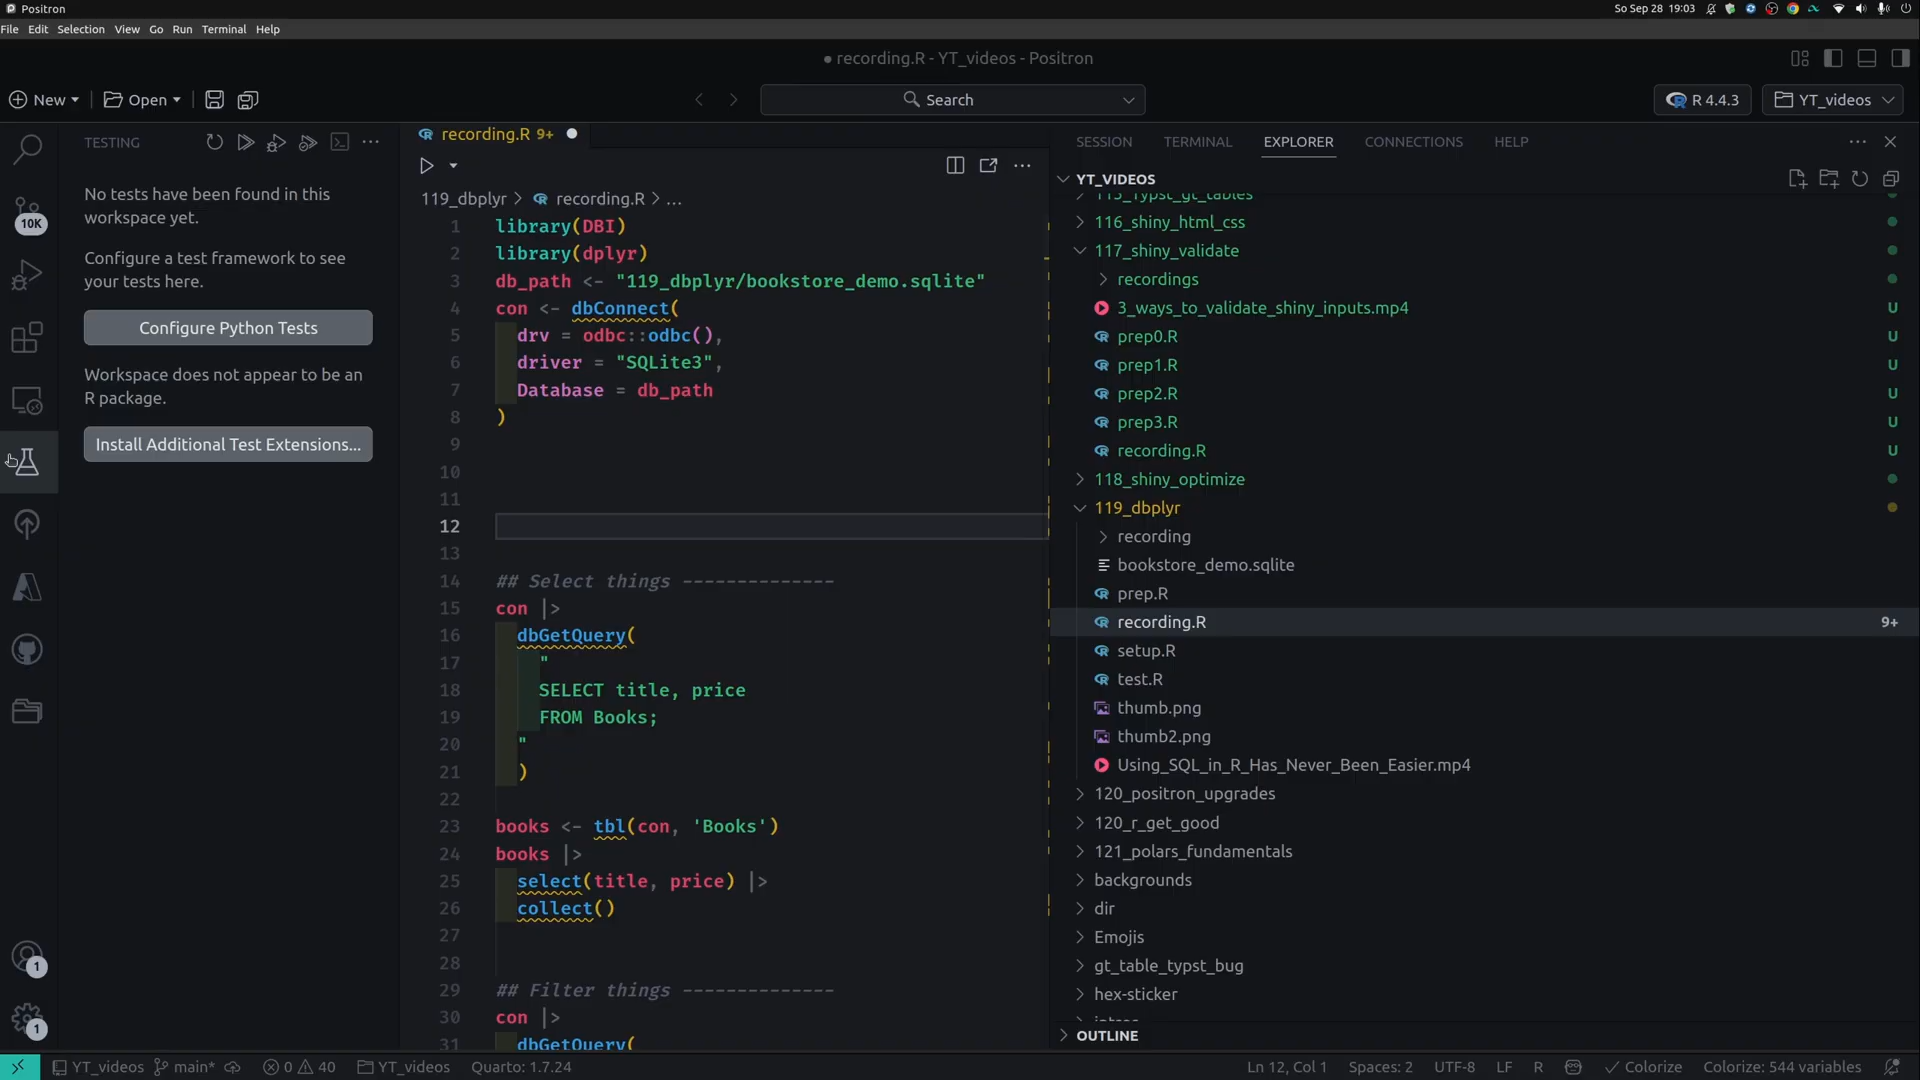 Positron
So Sep 28 19:03
File Edit Selection View Go Run Terminal Help
● recording.R - YT_videos - Positron
New
Open
Search
R 4.4.3
YT_videos
TESTING
No tests have been found in this
workspace yet.
Configure a test framework to see
your tests here.
Configure Python Tests
Workspace does not appear to be an
R package.
Install Additional Test Extensions...
10K
1
1
recording.R 9+
119_dbplyr > recording.R > ...
1 library(DBI)
2 library(dplyr)
3 db_path <- "119_dbplyr/bookstore_demo.sqlite"
4 con <- dbConnect(
5 drv = odbc::odbc(),
6 driver = "SQLite3",
7 Database = db_path
8 )
9
10
11
12
13
14 ## Select things --------------
15 con |>
16 dbGetQuery(
17 "
18 SELECT title, price
19 FROM Books;
20 "
21 )
22
23 books <- tbl(con, 'Books')
24 books |>
25 select(title, price) |>
26 collect()
27
28
29 ## Filter things --------------
30 con |>
31 dbGetQuery(
SESSION TERMINAL EXPLORER CONNECTIONS HELP
YT_VIDEOS
115_Typst_gt_tables
116_shiny_html_css
117_shiny_validate
recordings
3_ways_to_validate_shiny_inputs.mp4 U
prep0.R U
prep1.R U
prep2.R U
prep3.R U
recording.R U
118_shiny_optimize
119_dbplyr
recording
bookstore_demo.sqlite
prep.R
recording.R 9+
setup.R
test.R
thumb.png
thumb2.png
Using_SQL_in_R_Has_Never_Been_Easier.mp4
120_positron_upgrades
120_r_get_good
121_polars_fundamentals
backgrounds
dir
Emojis
gt_table_typst_bug
hex-sticker
OUTLINE
YT_videos main* 0 40 YT_videos Quarto: 1.7.24
Ln 12, Col 1 Spaces: 2 UTF-8 LF R Colorize Colorize: 544 variables